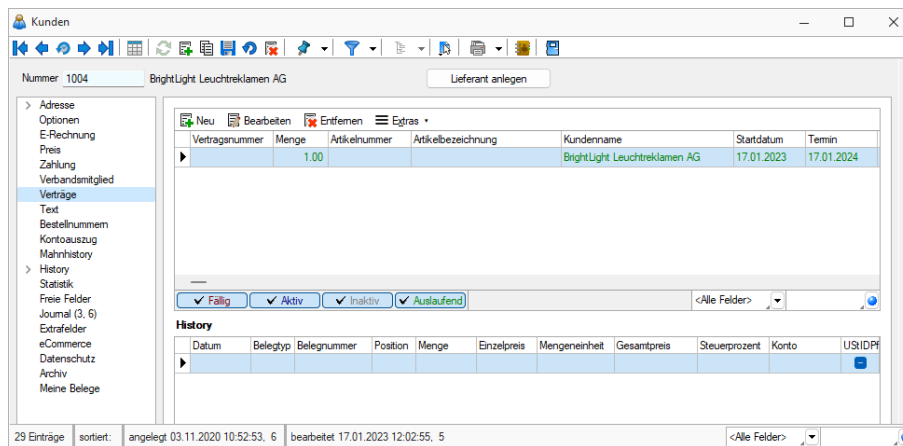 Kunden
Nummer 1004 BrightLight Leuchtreklamen AG Lieferant anlegen
Adresse
Optionen
E-Rechnung
Preis
Zahlung
Verbandsmitglied
Verträge
Text
Bestellnummern
Kontoauszug
Mahnhistory
History
Statistik
Freie Felder
Journal (3, 6)
Extrafelder
eCommerce
Datenschutz
Archiv
Meine Belege
Neu Bearbeiten Entfernen Extras
Vertragsnummer Menge Artikelnummer Artikelbezeichnung Kundenname Startdatum Termin
1.00 BrightLight Leuchtreklamen AG 17.01.2023 17.01.2024
Fällig Aktiv Inaktiv Auslaufend <Alle Felder>
History
Datum Belegtyp Belegnummer Position Menge Einzelpreis Mengeneinheit Gesamtpreis Steuerprozent Konto UStIDPf
29 Einträge sortiert: angelegt 03.11.2020 10:52:53, 6 bearbeitet 17.01.2023 12:02:55, 5 <Alle Felder>